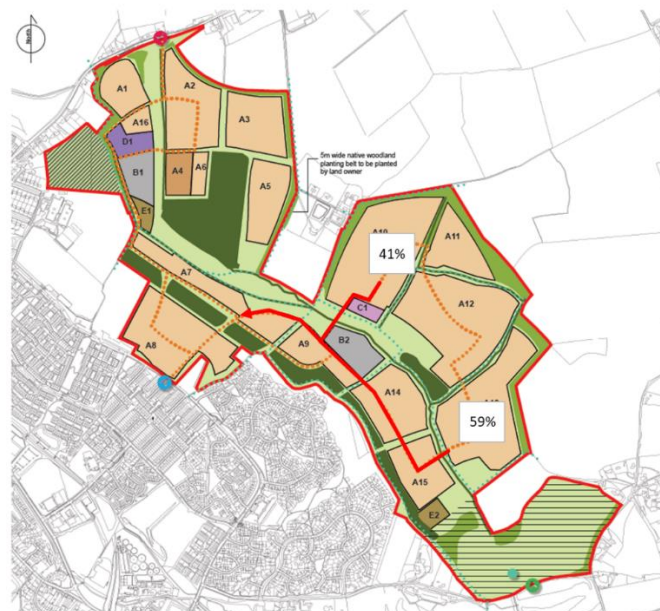 North
A1
A2
A16
A3
D1
A4
A6
B1
A5
E1
5m wide native woodland
planting belt to be planted
by land owner
A7
A10
A11
41%
C1
A12
A8
A9
B2
A14
59%
A15
E2